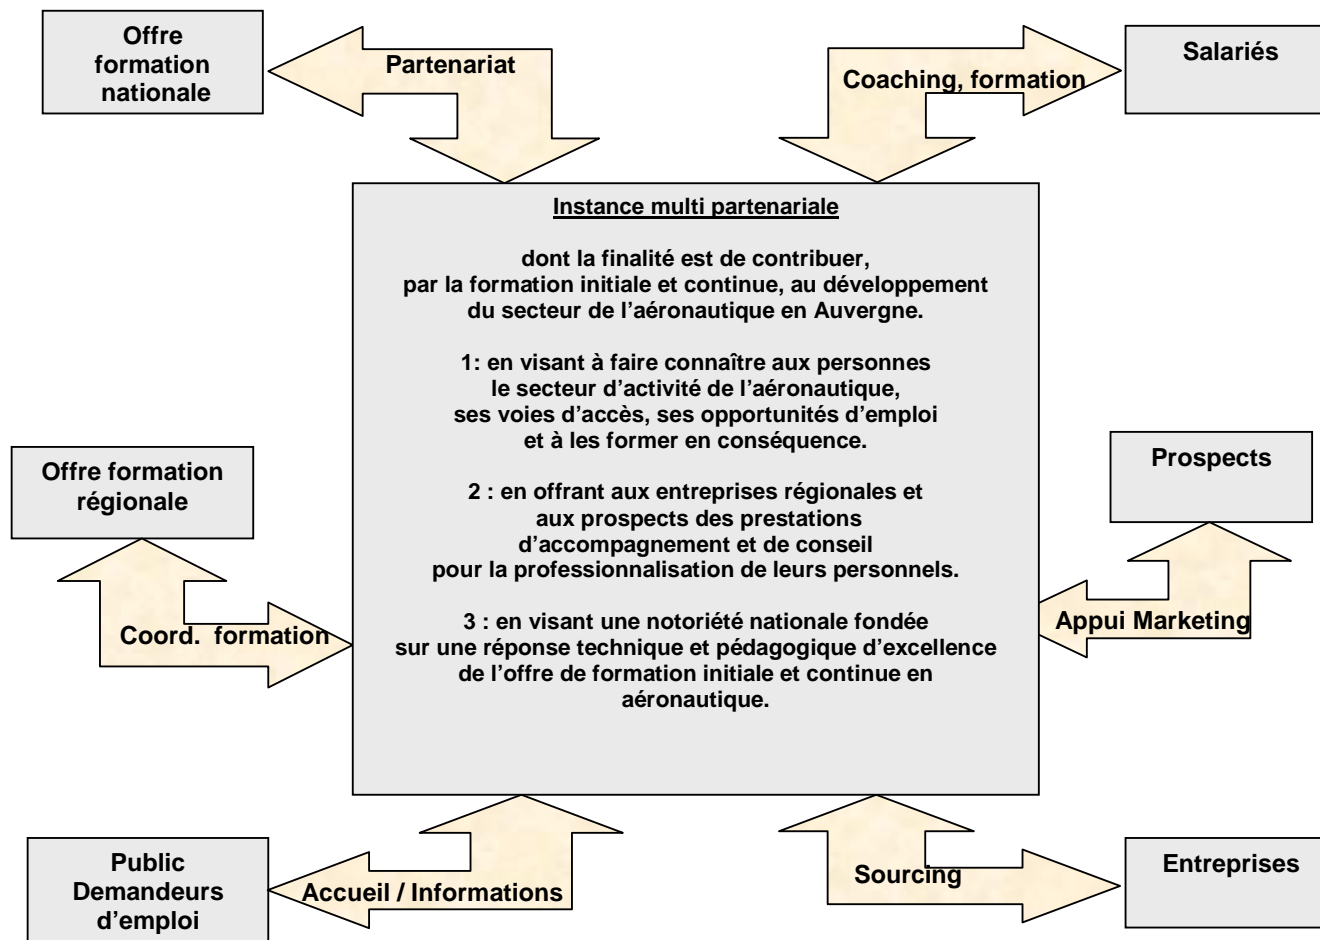 Offre
formation
nationale
Partenariat
Coaching, formation
Salariés
Instance multi partenariale
dont la finalité est de contribuer,
par la formation initiale et continue, au développement
du secteur de l’aéronautique en Auvergne.
1: en visant à faire connaître aux personnes
le secteur d’activité de l’aéronautique,
ses voies d’accès, ses opportunités d’emploi
et à les former en conséquence.
2 : en offrant aux entreprises régionales et
aux prospects des prestations
d’accompagnement et de conseil
pour la professionnalisation de leurs personnels.
3 : en visant une notoriété nationale fondée
sur une réponse technique et pédagogique d’excellence
de l’offre de formation initiale et continue en
aéronautique.
Offre formation
régionale
Coord. formation
Prospects
Appui Marketing
Public
Demandeurs
d’emploi
Accueil / Informations
Sourcing
Entreprises